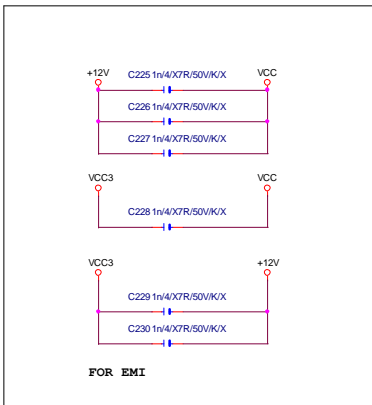 +12V C225 1n/4/X7R/50V/K/X VCC
C226 1n/4/X7R/50V/K/X
C227 1n/4/X7R/50V/K/X
VCC3 VCC
C228 1n/4/X7R/50V/K/X
VCC3 +12V
C229 1n/4/X7R/50V/K/X
C230 1n/4/X7R/50V/K/X
FOR EMI